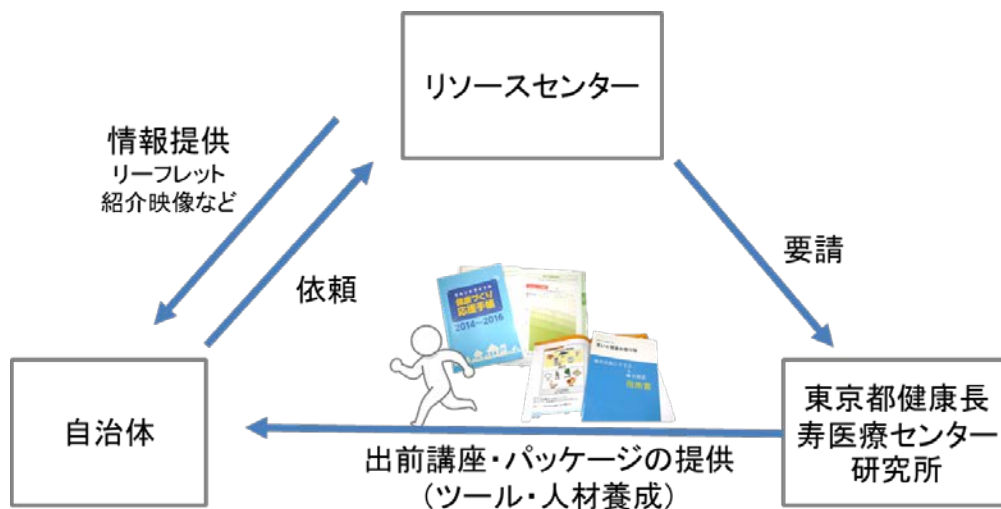 リソースセンター
情報提供
リーフレット
紹介映像など
依頼
要請
健康づくり
応援手帳
2014～2016
自治体
東京都健康長
寿医療センター
研究所
出前講座・パッケージの提供
（ツール・人材養成）